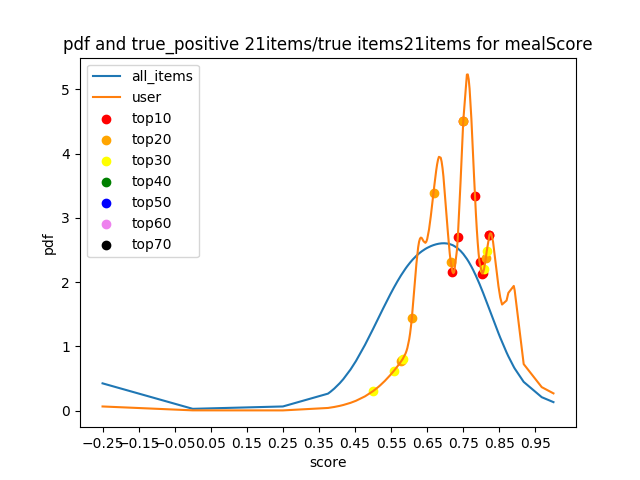 pdf and true_positive 21items/true items21items for mealScore
all_items
user
top10
top20
top30
top40
top50
top60
top70
5
4
3
2
1
0
pdf
−0.25−0.15−0.05 0.05 0.15 0.25 0.35 0.45 0.55 0.65 0.75 0.85 0.95
score